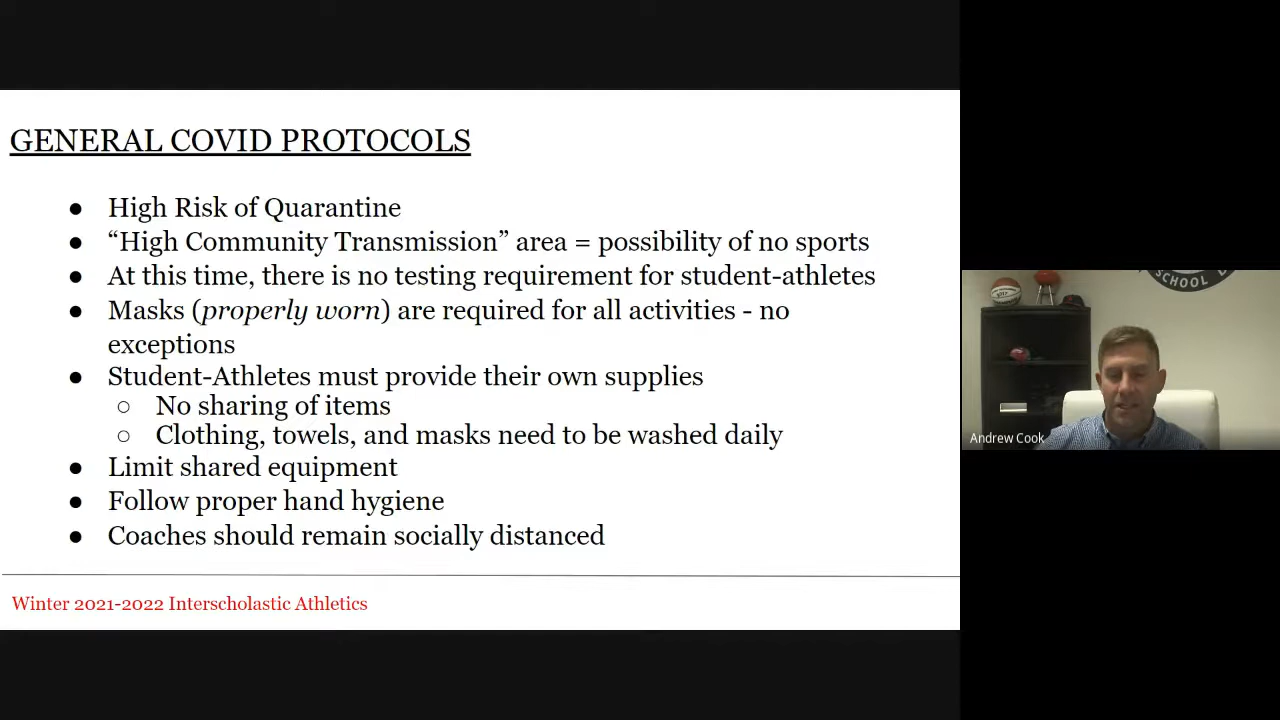 GENERAL COVID PROTOCOLS
● High Risk of Quarantine
● “High Community Transmission” area = possibility of no sports
● At this time, there is no testing requirement for student-athletes
● Masks (properly worn) are required for all activities - no
exceptions
● Student-Athletes must provide their own supplies
○ No sharing of items
○ Clothing, towels, and masks need to be washed daily
● Limit shared equipment
● Follow proper hand hygiene
● Coaches should remain socially distanced
Winter 2021-2022 Interscholastic Athletics
SCHOOL
Andrew Cook